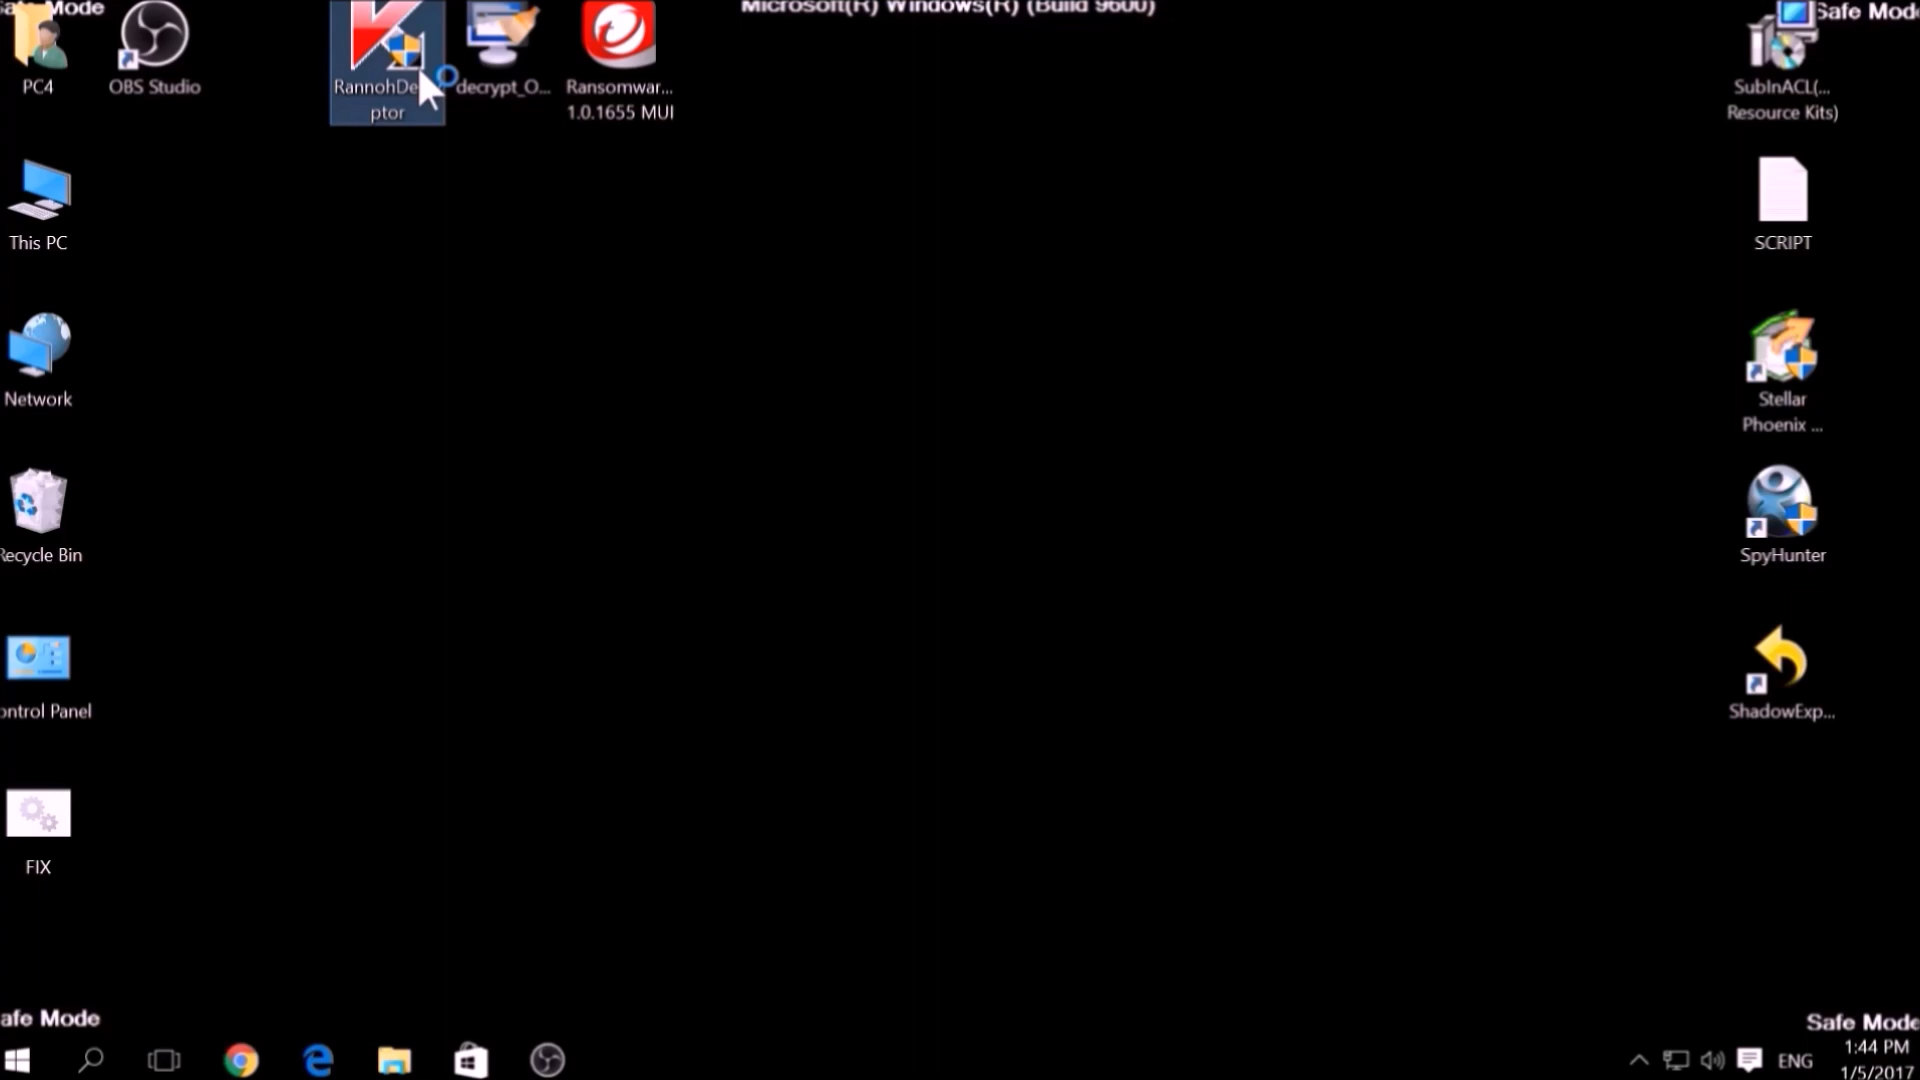 afe Mode
Microsoft(R) Windows(R) (Build 9600)
Safe Mode
PC4
OBS Studio
RannohDe
ptor
decrypt_O...
Ransomwar...
1.0.1655 MUI
SubInACL(...
Resource Kits)
This PC
SCRIPT
Network
Stellar
Phoenix ...
Recycle Bin
SpyHunter
ontrol Panel
ShadowExp...
FIX
afe Mode
Safe Mode
ENG
1:44 PM
1/5/2017